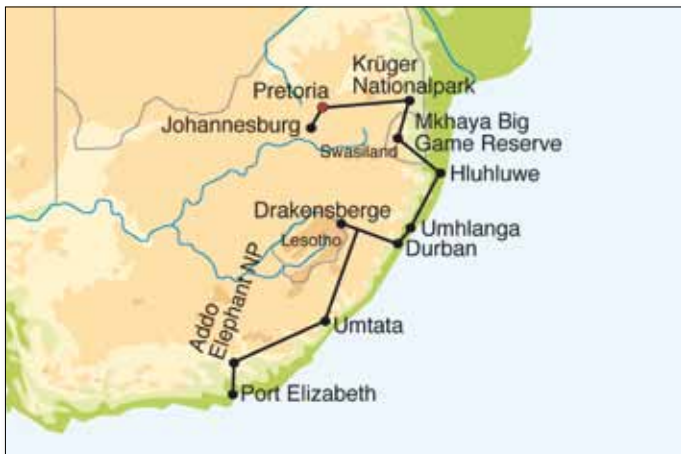 Krüger
Nationalpark
Pretoria
Johannesburg
Mkhaya Big
Game Reserve
Swasiland
Hluhluwe
Drakensberge
Umhlanga
Lesotho
Durban
Addo
Elephant NP
Umtata
Port Elizabeth